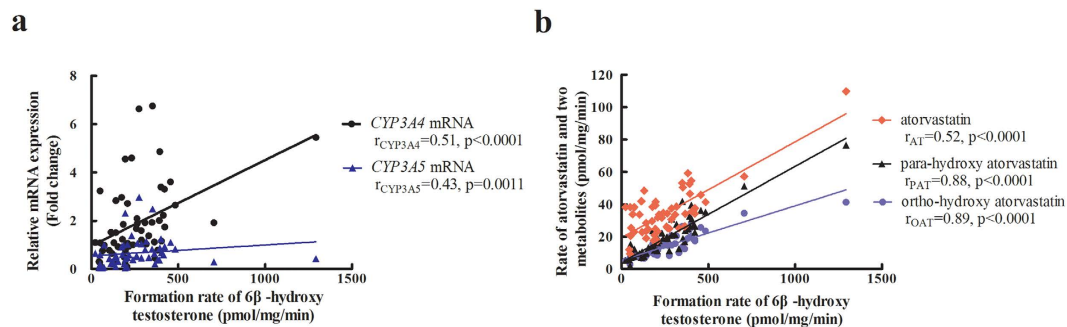 a
Relative mRNA expression
(Fold change)
8
6
4
2
0
0
500
1000
1500
Formation rate of 6β -hydroxy
testosterone (pmol/mg/min)
CYP3A4 mRNA
rCYP3A4=0.51, p<0.0001
CYP3A5 mRNA
rCYP3A5=0.43, p=0.0011
b
Rate of atorvastatin and two
metabolites (pmol/mg/min)
120
100
80
60
40
20
0
0
500
1000
1500
Formation rate of 6β -hydroxy
testosterone (pmol/mg/min)
atorvastatin
rAT=0.52, p<0.0001
para-hydroxy atorvastatin
rPAT=0.88, p<0.0001
ortho-hydroxy atorvastatin
rOAT=0.89, p<0.0001